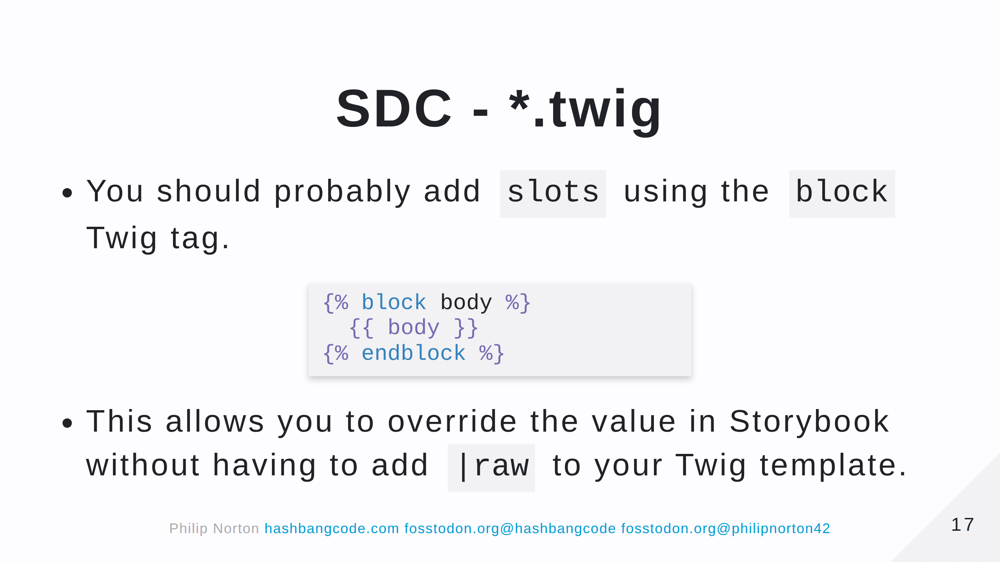 SDC - *.twig
• You should probably add slots using the block
Twig tag.
{% block body %}
  {{ body }}
{% endblock %}
• This allows you to override the value in Storybook
without having to add |raw to your Twig template.
Philip Norton hashbangcode.com fosstodon.org@hashbangcode fosstodon.org@philipnorton42
17